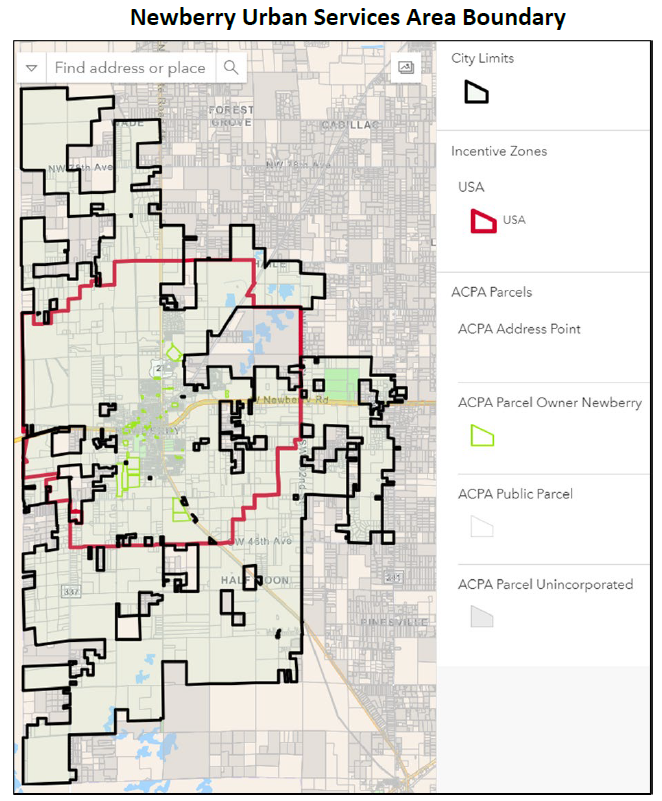 Newberry Urban Services Area Boundary
Find address or place
City Limits
Incentive Zones
USA
USA
ACPA Parcels
ACPA Address Point
ACPA Parcel Owner Newberry
ACPA Public Parcel
ACPA Parcel Unincorporated
FOREST
GROVE
CADILLAC
NW 78th Ave
Newberry Rd
SW 46th Ave
HALF MOON
337
241
PINESVILLE